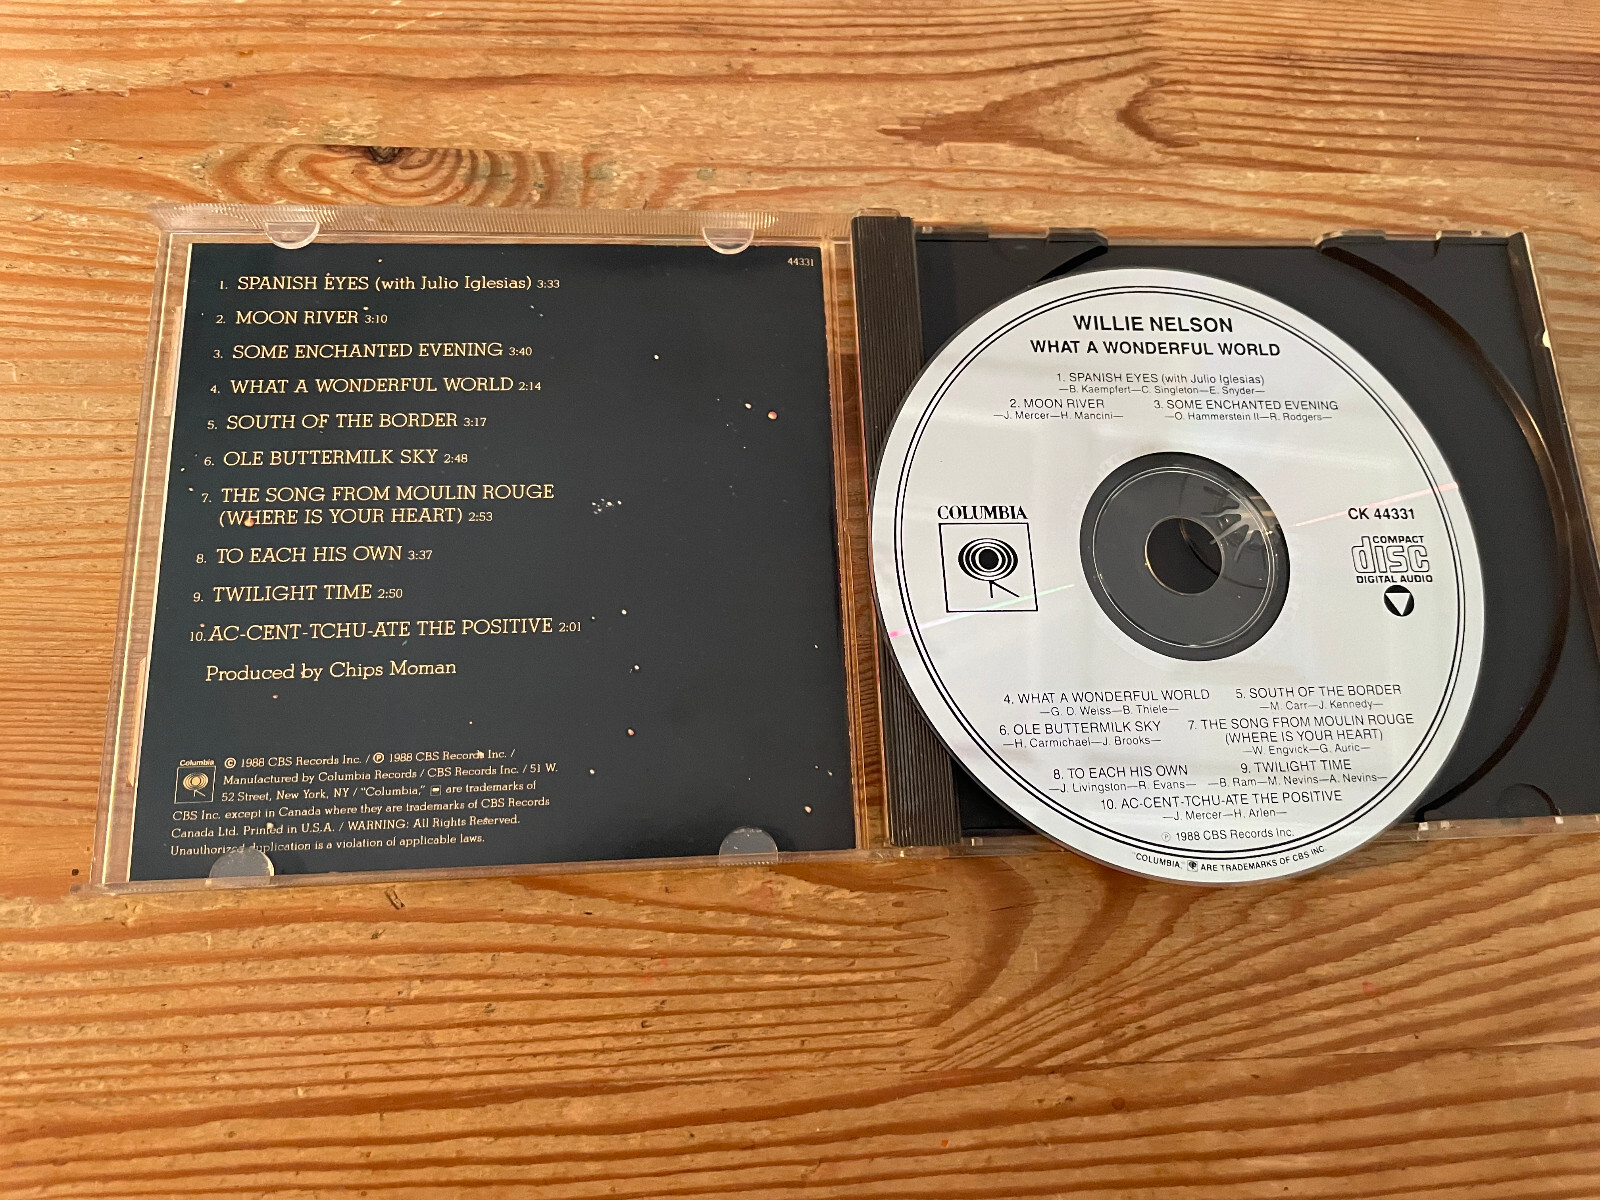 44331
1. SPANISH EYES (with Julio Iglesias) 3:33
2. MOON RIVER 3:10
3. SOME ENCHANTED EVENING 3:40
4. WHAT A WONDERFUL WORLD 2:14
5. SOUTH OF THE BORDER 3:17
6. OLE BUTTERMILK SKY 2:48
7. THE SONG FROM MOULIN ROUGE
(WHERE IS YOUR HEART) 2:53
8. TO EACH HIS OWN 3:37
9. TWILIGHT TIME 2:50
10. AC-CENT-TCHU-ATE THE POSITIVE 2:01
Produced by Chips Moman
Columbia
© 1988 CBS Records Inc. / ℗ 1988 CBS Records Inc. /
Manufactured by Columbia Records / CBS Records Inc. / 51 W.
52 Street, New York, NY / "Columbia," are trademarks of
CBS Inc. except in Canada where they are trademarks of CBS Records
Canada Ltd. Printed in U.S.A. / WARNING: All Rights Reserved.
Unauthorized duplication is a violation of applicable laws.
WILLIE NELSON
WHAT A WONDERFUL WORLD
1. SPANISH EYES (with Julio Iglesias)
—B. Kaempfert—C. Singleton—E. Snyder—
2. MOON RIVER 3. SOME ENCHANTED EVENING
—J. Mercer—H. Mancini— —O. Hammerstein II—R. Rodgers—
COLUMBIA
CK 44331
COMPACT
disc
DIGITAL AUDIO
4. WHAT A WONDERFUL WORLD 5. SOUTH OF THE BORDER
—G. D. Weiss—B. Thiele— —M. Carr—J. Kennedy—
6. OLE BUTTERMILK SKY 7. THE SONG FROM MOULIN ROUGE
—H. Carmichael—J. Brooks— (WHERE IS YOUR HEART)
—W. Engvick—G. Auric—
8. TO EACH HIS OWN 9. TWILIGHT TIME
—J. Livingston—R. Evans— —B. Ram—M. Nevins—A. Nevins—
10. AC-CENT-TCHU-ATE THE POSITIVE
—J. Mercer—H. Arlen—
℗ 1988 CBS Records Inc.
"COLUMBIA," ARE TRADEMARKS OF CBS INC.